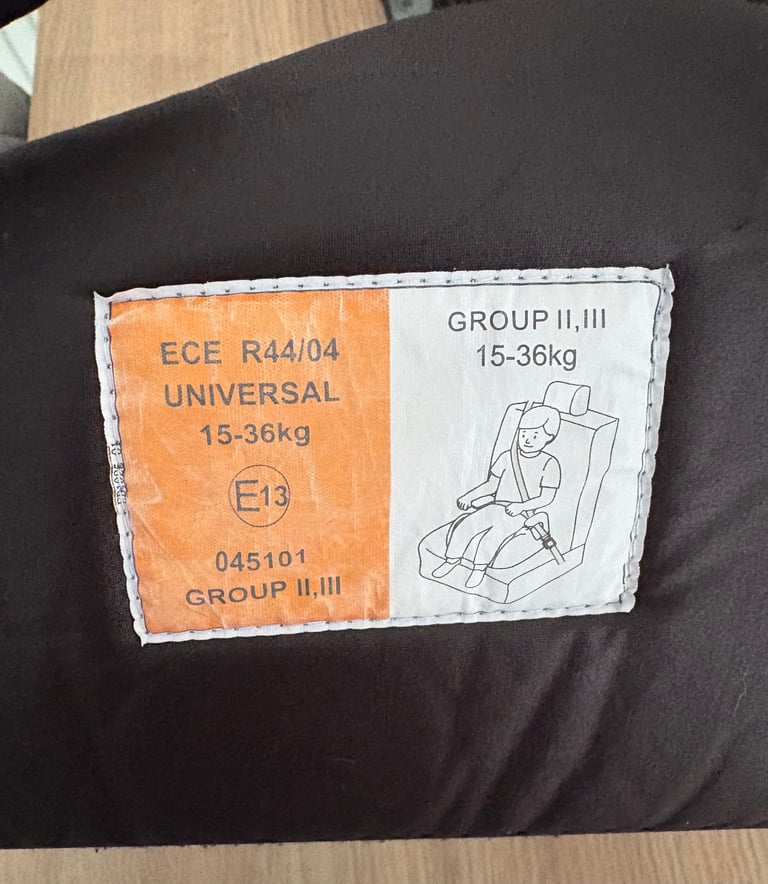 ECE R44/04
UNIVERSAL
15-36kg
E13
045101
GROUP II,III
GROUP II,III
15-36kg